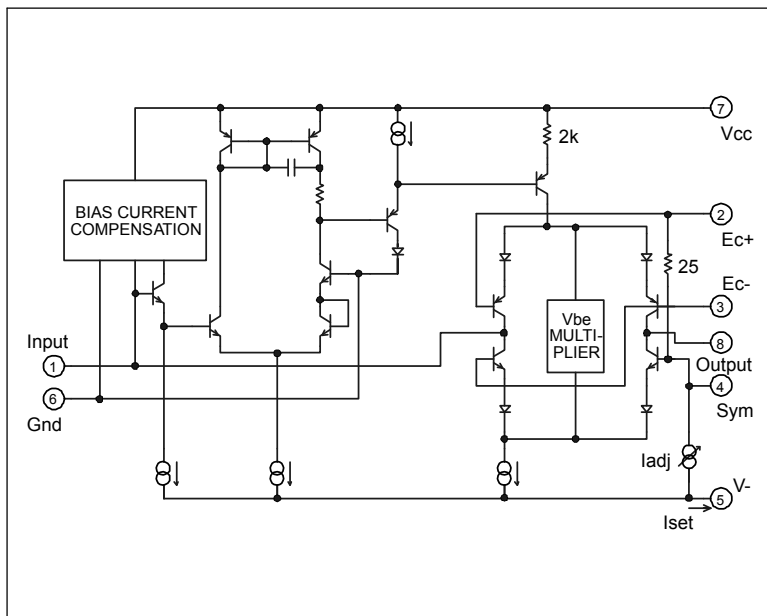 7
Vcc
2k
BIAS CURRENT
COMPENSATION
2
Ec+
25
Ec-
3
Vbe
MULTI-
PLIER
8
Output
Input
1
4
Sym
6
Gnd
Iadj
V-
5
Iset